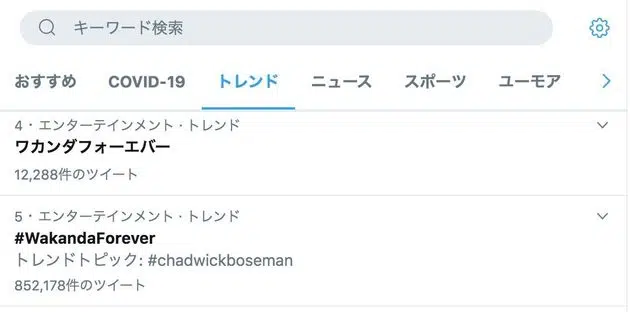 キーワード検索
おすすめ COVID-19 トレンド ニュース スポーツ ユーモア
4・エンターテインメント・トレンド
ワカンダフォーエバー
12,288件のツイート
5・エンターテインメント・トレンド
#WakandaForever
トレンドトピック: #chadwickboseman
852,178件のツイート